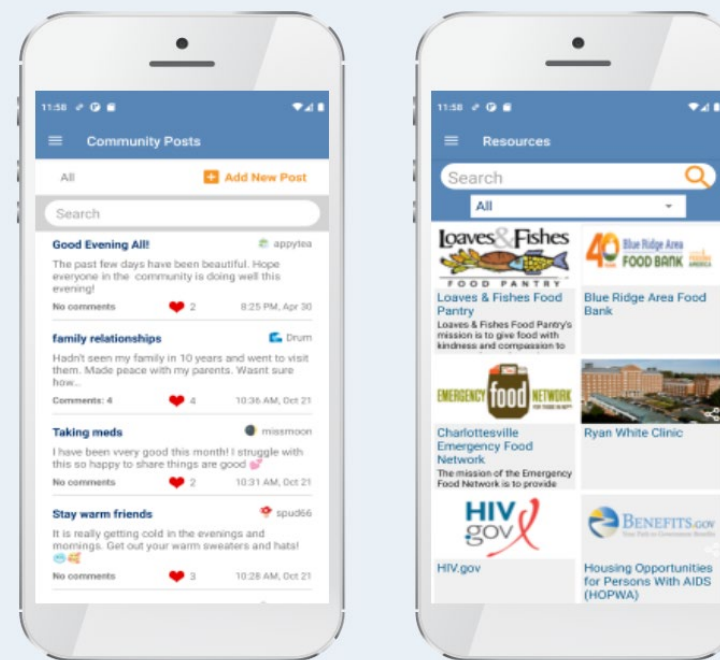 11:58
Community Posts
All
Add New Post
Search
Good Evening All!
appytea
The past few days have been beautiful. Hope
everyone in the community is doing well this
evening!
No comments
2
8:25 PM, Apr 30
family relationships
Drum
Hadn't seen my family in 10 years and went to visit
them. Made peace with my parents. Wasnt sure
how...
Comments: 4
4
10:36 AM, Oct 21
Taking meds
missmoon
I have been vvery good this month! I struggle with
this so happy to share things are good
No comments
2
10:31 AM, Oct 21
Stay warm friends
spud66
It is really getting cold in the evenings and
mornings. Get out your warm sweaters and hats!
No comments
3
10:28 AM, Oct 21
11:58
Resources
Search
All
Loaves & Fishes
FOOD PANTRY
Loaves & Fishes Food
Pantry
Loaves & Fishes Food Pantry's
mission is to give food with
kindness and compassion to
40 Blue Ridge Area
FOOD BANK
Blue Ridge Area Food
Bank
EMERGENCY food NETWORK
Charlottesville
Emergency Food
Network
The mission of the Emergency
Food Network is to provide
Ryan White Clinic
HIV
gov
HIV.gov
BENEFITS.GOV
Housing Opportunities
for Persons With AIDS
(HOPWA)